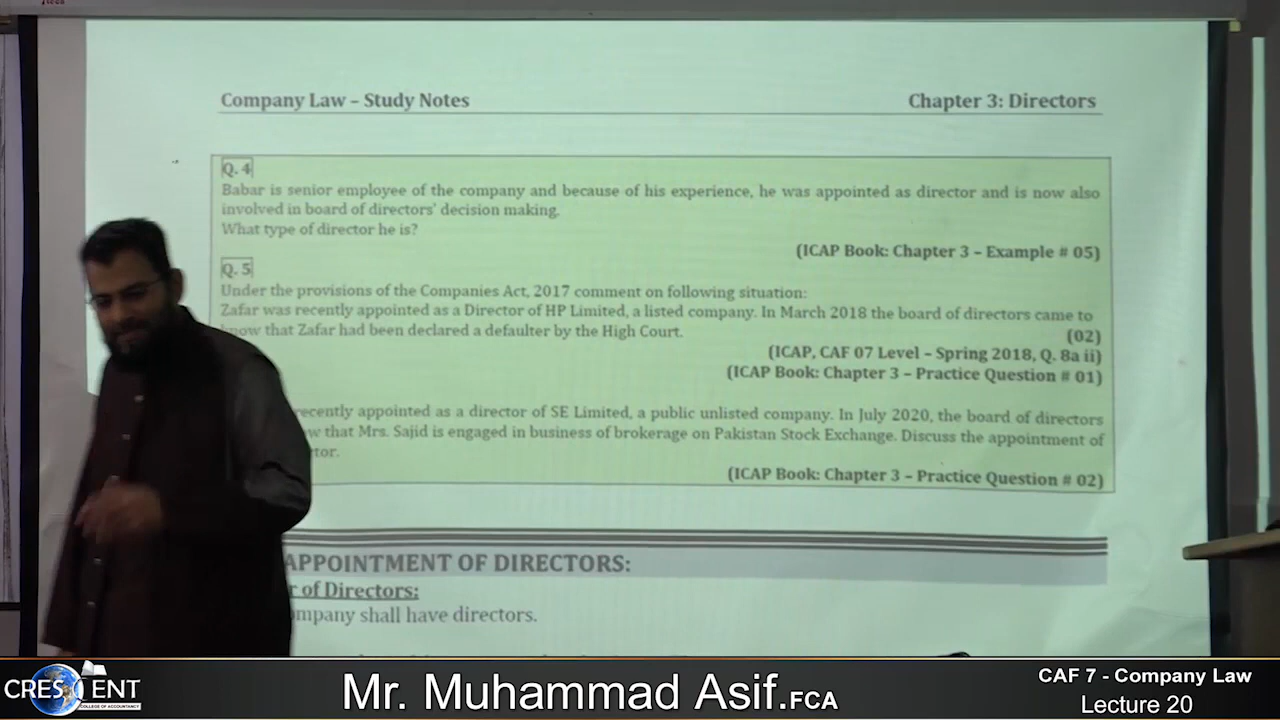 Company Law – Study Notes
Chapter 3: Directors
Q. 4
Babar is senior employee of the company and because of his experience, he was appointed as director and is now also
involved in board of directors' decision making.
What type of director he is?
(ICAP Book: Chapter 3 – Example # 05)
Q. 5
Under the provisions of the Companies Act, 2017 comment on following situation:
Zafar was recently appointed as a Director of HP Limited, a listed company. In March 2018 the board of directors came to
know that Zafar had been declared a defaulter by the High Court.
(02)
(ICAP, CAF 07 Level – Spring 2018, Q. 8a ii)
(ICAP Book: Chapter 3 – Practice Question # 01)
recently appointed as a director of SE Limited, a public unlisted company. In July 2020, the board of directors
that Mrs. Sajid is engaged in business of brokerage on Pakistan Stock Exchange. Discuss the appointment of
(ICAP Book: Chapter 3 – Practice Question # 02)
APPOINTMENT OF DIRECTORS:
of Directors:
shall have directors.
CRESCENT
COLLEGE OF ACCOUNTANCY
Mr. Muhammad Asif.FCA
CAF 7 - Company Law
Lecture 20